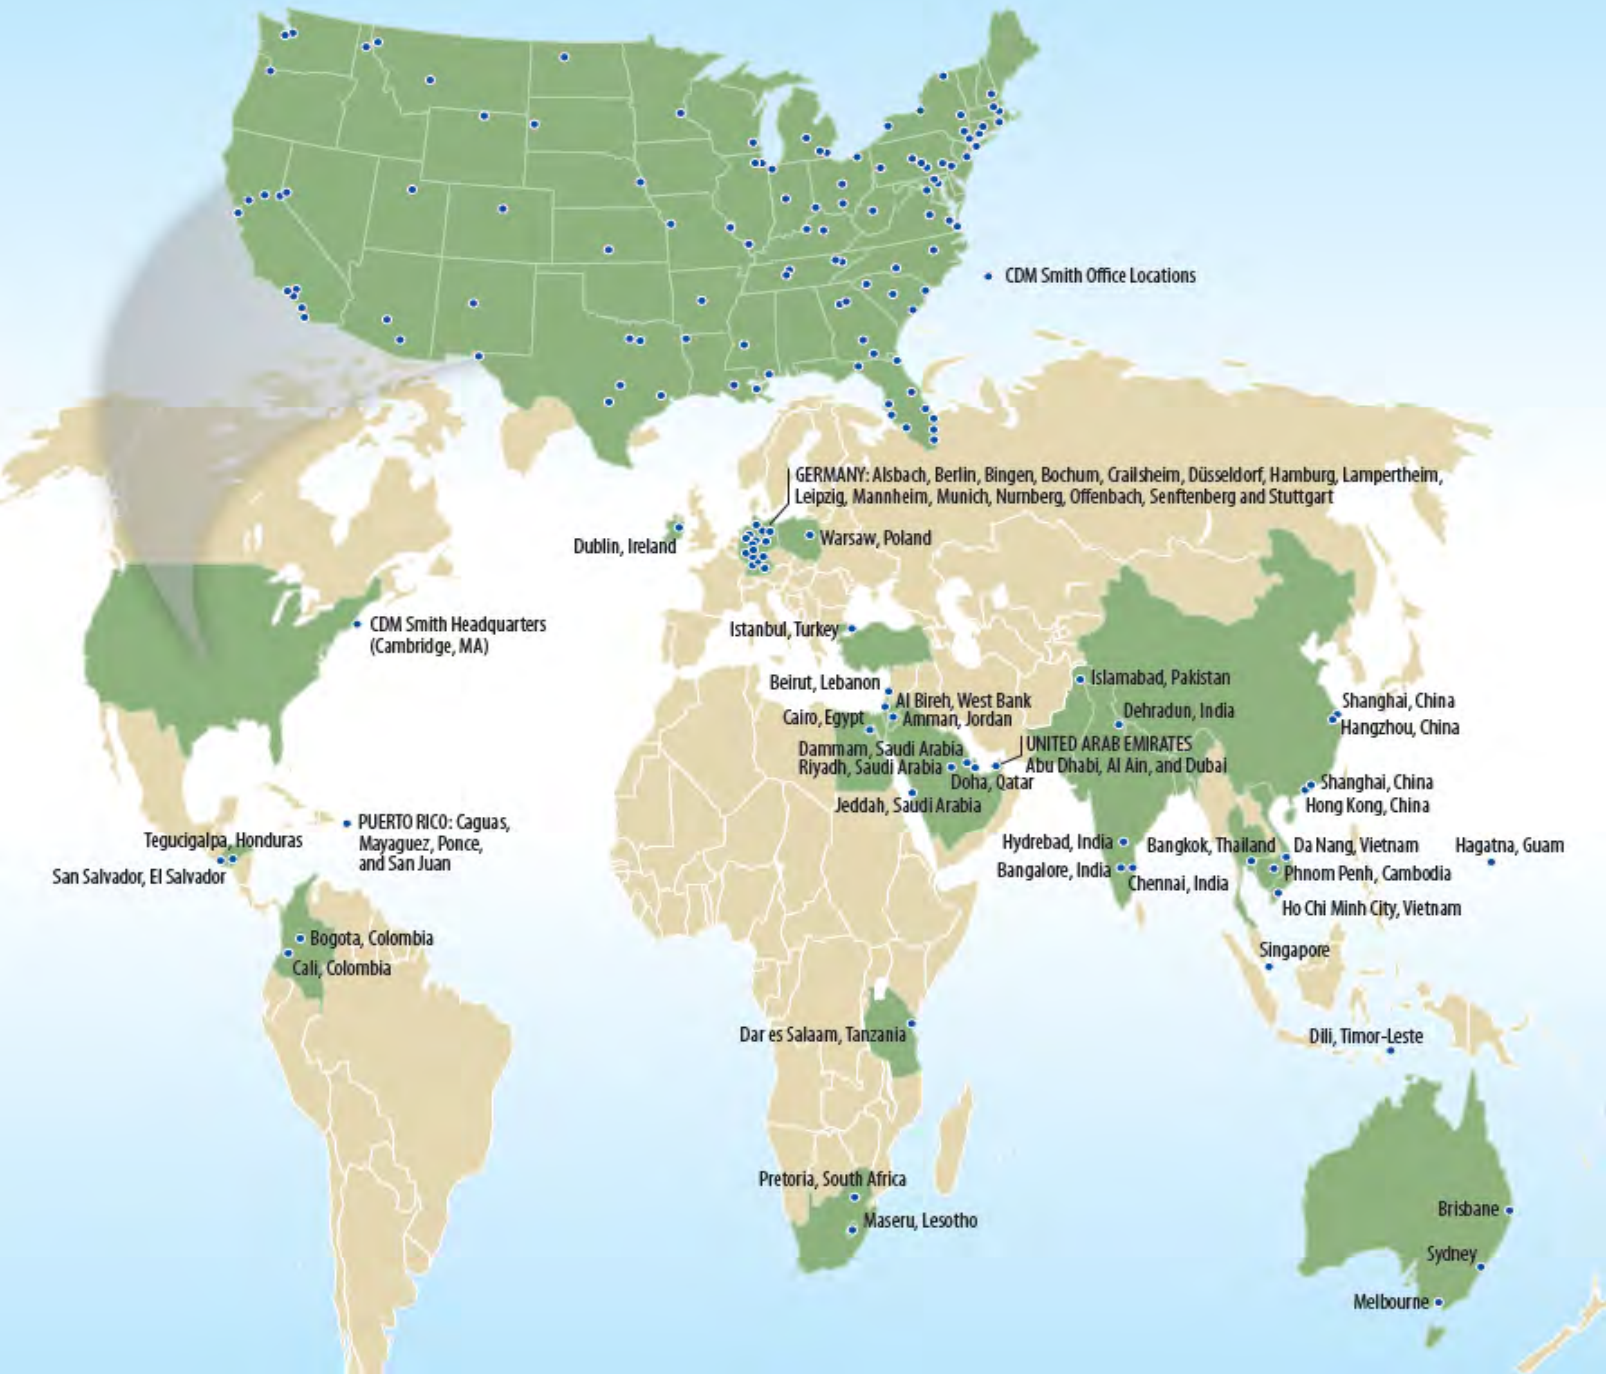 CDM Smith Office Locations
GERMANY: Alsbach, Berlin, Bingen, Bochum, Crailsheim, Düsseldorf, Hamburg, Lampertheim,
Leipzig, Mannheim, Munich, Nurnberg, Offenbach, Senftenberg and Stuttgart
Dublin, Ireland
Warsaw, Poland
CDM Smith Headquarters
(Cambridge, MA)
Istanbul, Turkey
Beirut, Lebanon
Islamabad, Pakistan
Al Bireh, West Bank
Shanghai, China
Cairo, Egypt
Amman, Jordan
Dehradun, India
Hangzhou, China
Dammam, Saudi Arabia
UNITED ARAB EMIRATES
Abu Dhabi, Al Ain, and Dubai
Riyadh, Saudi Arabia
Doha, Qatar
Shanghai, China
Jeddah, Saudi Arabia
Hong Kong, China
PUERTO RICO: Caguas,
Mayaguez, Ponce,
and San Juan
Tegucigalpa, Honduras
San Salvador, El Salvador
Hydrebad, India
Bangkok, Thailand
Da Nang, Vietnam
Hagatna, Guam
Bangalore, India
Chennai, India
Phnom Penh, Cambodia
Ho Chi Minh City, Vietnam
Bogota, Colombia
Cali, Colombia
Singapore
Dar es Salaam, Tanzania
Dili, Timor-Leste
Pretoria, South Africa
Maseru, Lesotho
Brisbane
Sydney
Melbourne